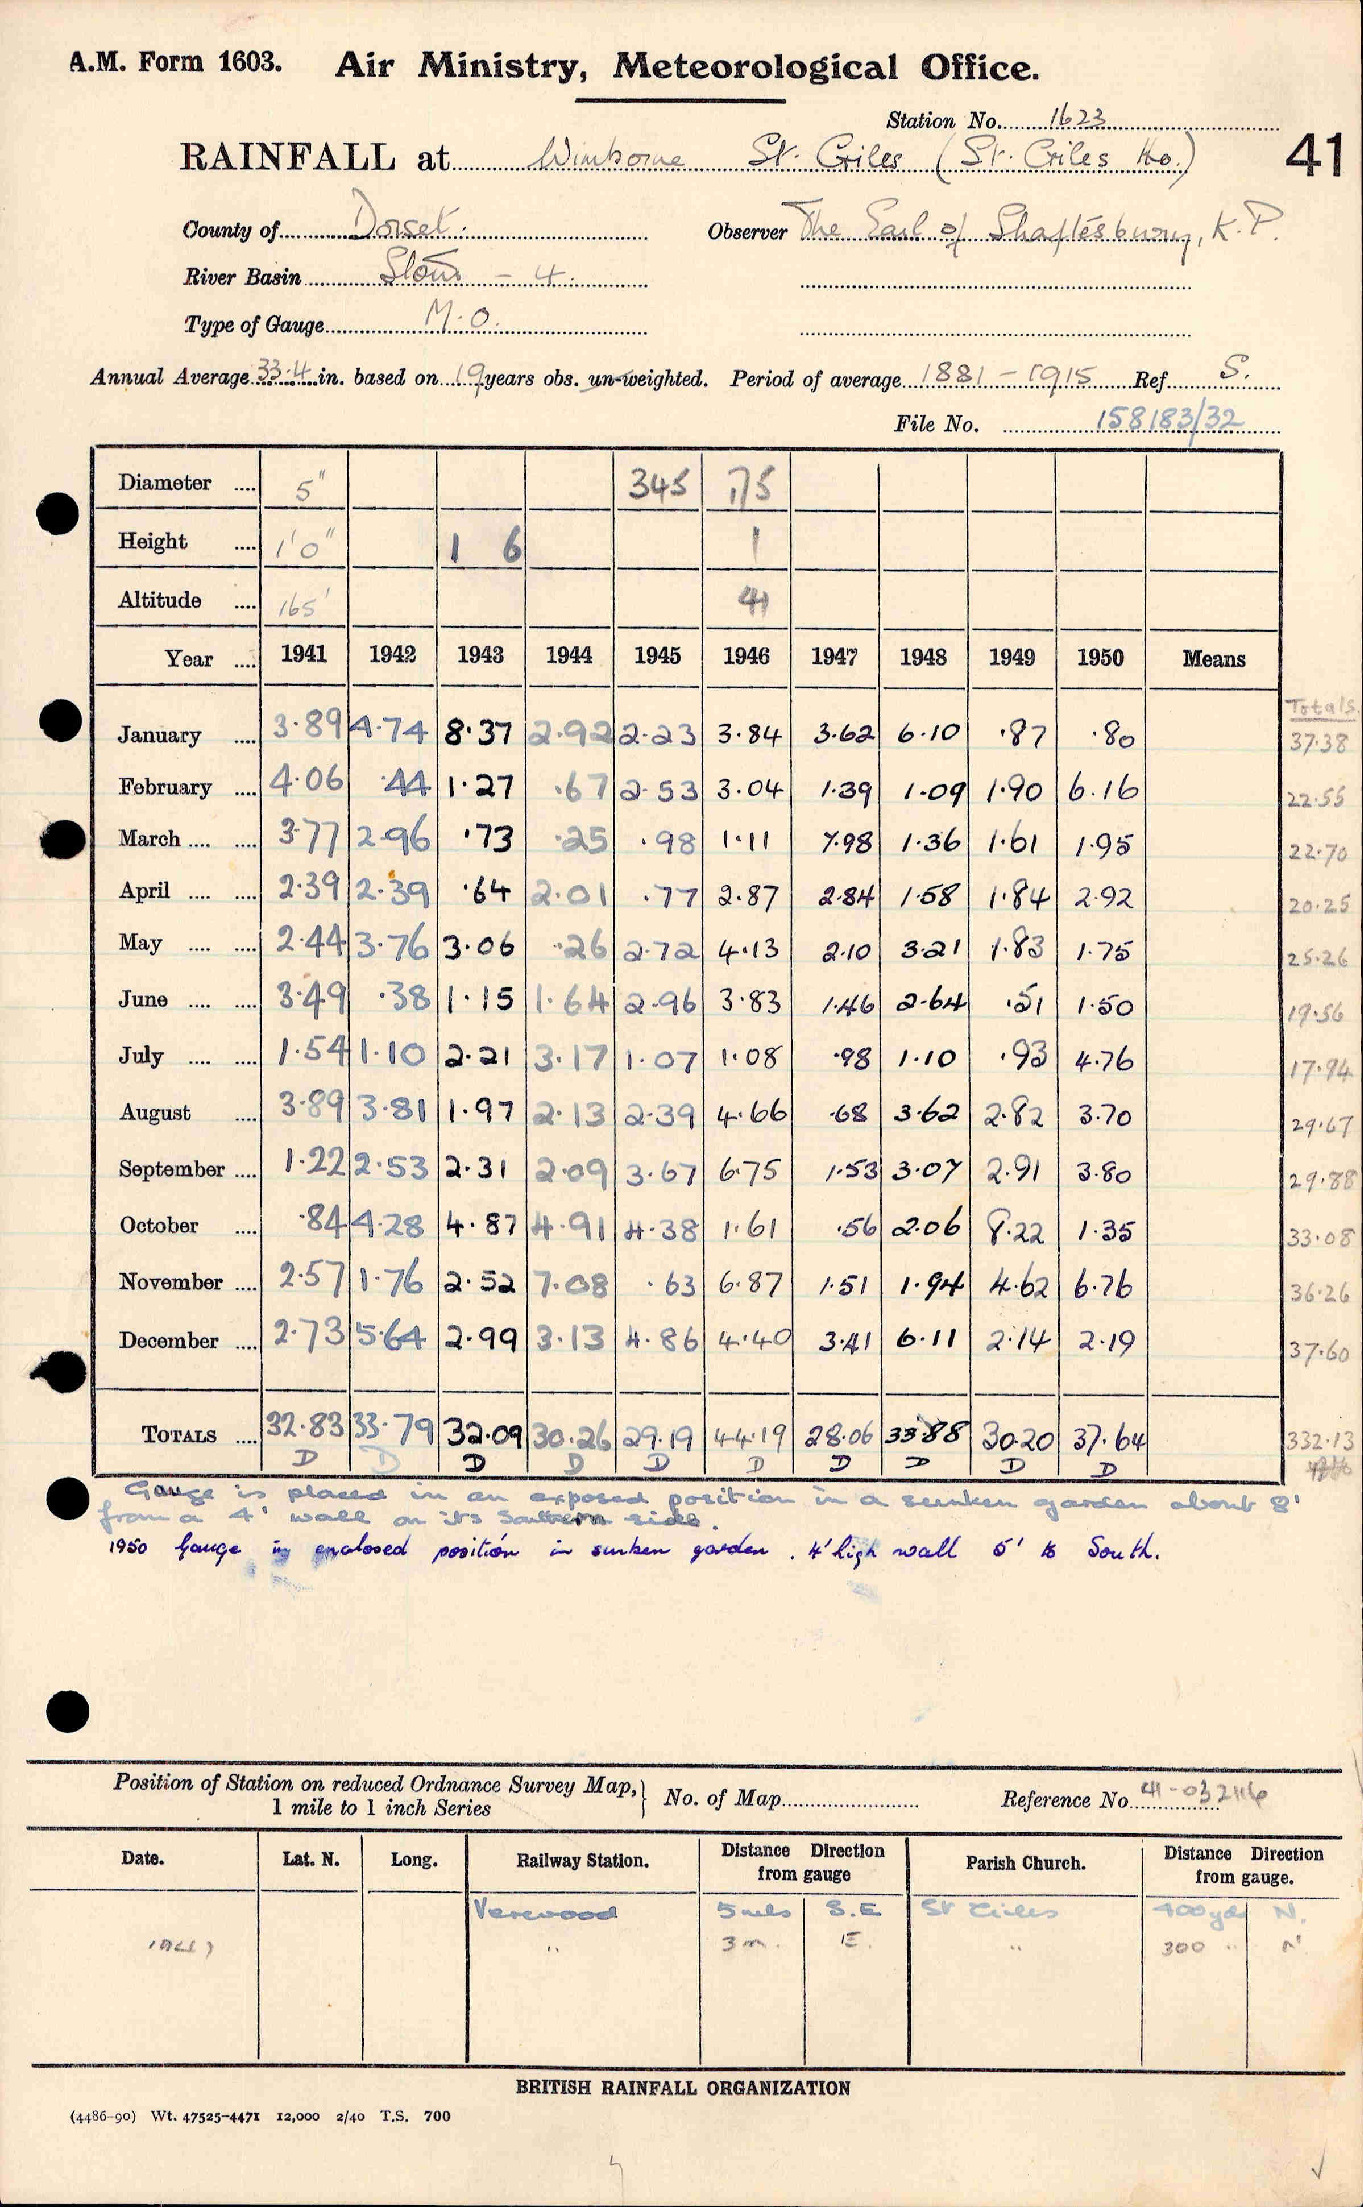 A.M. Form 1603. Air Ministry, Meteorological Office.
Station No. 1623
RAINFALL at Wimborne St. Giles (St. Giles Ho.) 41
County of Dorset. Observer The Earl of Shaftesbury, K.P.
River Basin Stour - 4.
Type of Gauge M.O.
Annual Average 33.4 in. based on 19 years obs. un-weighted. Period of average 1881 - 1915 Ref S.
File No. 158183/32
Diameter .... 5" 345 175
Height .... 1'0" 1 6 1
Altitude .... 165' 41
Year .... 1941 1942 1943 1944 1945 1946 1947 1948 1949 1950 Means
Totals
January .... 3.89 4.74 8.37 2.92 2.23 3.84 3.62 6.10 .87 .80 37.38
February .... 4.06 .44 1.27 .67 2.53 3.04 1.39 1.09 1.90 6.16 22.55
March .... .... 3.77 2.96 .73 .25 .98 1.11 7.98 1.36 1.61 1.95 22.70
April .... .... 2.39 2.39 .64 2.01 .77 2.87 2.84 1.58 1.84 2.92 20.25
May .... .... 2.44 3.76 3.06 .26 2.72 4.13 2.10 3.21 1.83 1.75 25.26
June .... .... 3.49 .38 1.15 1.64 2.96 3.83 1.46 2.64 .51 1.50 19.56
July .... .... 1.54 1.10 2.21 3.17 1.07 1.08 .98 1.10 .93 4.76 17.94
August .... 3.89 3.81 1.97 2.13 2.39 4.66 .68 3.62 2.82 3.70 29.67
September .... 1.22 2.53 2.31 2.09 3.67 6.75 1.53 3.07 2.91 3.80 29.88
October .... .84 4.28 4.87 4.91 4.38 1.61 .56 2.06 8.22 1.35 33.08
November .... 2.57 1.76 2.52 7.08 .63 6.87 1.51 1.94 4.62 6.76 36.26
December .... 2.73 5.64 2.99 3.13 4.86 4.40 3.41 6.11 2.14 2.19 37.60
TOTALS .... 32.83 33.79 32.09 30.26 29.19 44.19 28.06 33.88 30.20 37.64 332.13
D D D D D D D D D D
Gauge is placed in an exposed position in a sunken garden about 8'
from a 4' wall on its Southern side.
1950 Gauge in enclosed position in sunken garden. 4' high wall 5' to South.
Position of Station on reduced Ordnance Survey Map, 1 mile to 1 inch Series } No. of Map Reference No. 41-032116
Date. Lat. N. Long. Railway Station. Distance Direction from gauge Parish Church. Distance Direction from gauge.
Verwood 5 mls S.E St Giles 400 yds N.
" 3 m. E. " 300 " N
BRITISH RAINFALL ORGANIZATION
(4486-90) Wt. 47525-4471 12,000 2/40 T.S. 700